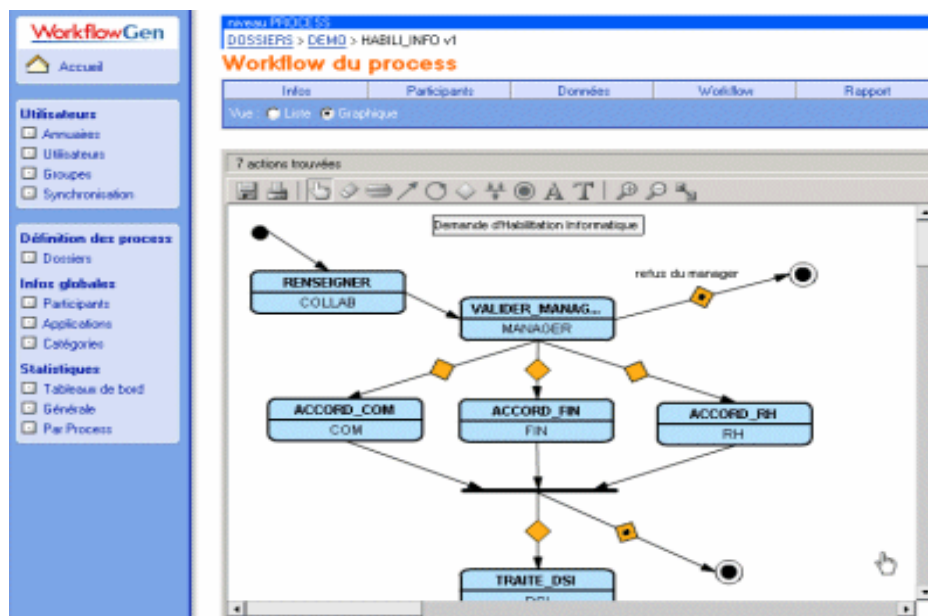 WorkflowGen
Accueil
Utilisateurs
Annuaires
Utilisateurs
Groupes
Synchronisation
Définition des process
Dossiers
Infos globales
Participants
Applications
Catégories
Statistiques
Tableaux de bord
Générale
Par Process
niveau PROCESS
DOSSIERS > DEMO > HABILI_INFO v1
Workflow du process
Infos Participants Données Workflow Rapport
Vue : Liste Graphique
7 actions trouvées
A T
Demande d'Habilitation Informatique
refus du manager
RENSEIGNER
COLLAB
VALIDER_MANAG...
MANAGER
ACCORD_COM
COM
ACCORD_FIN
FIN
ACCORD_RH
RH
TRAITE_DSI
DSI